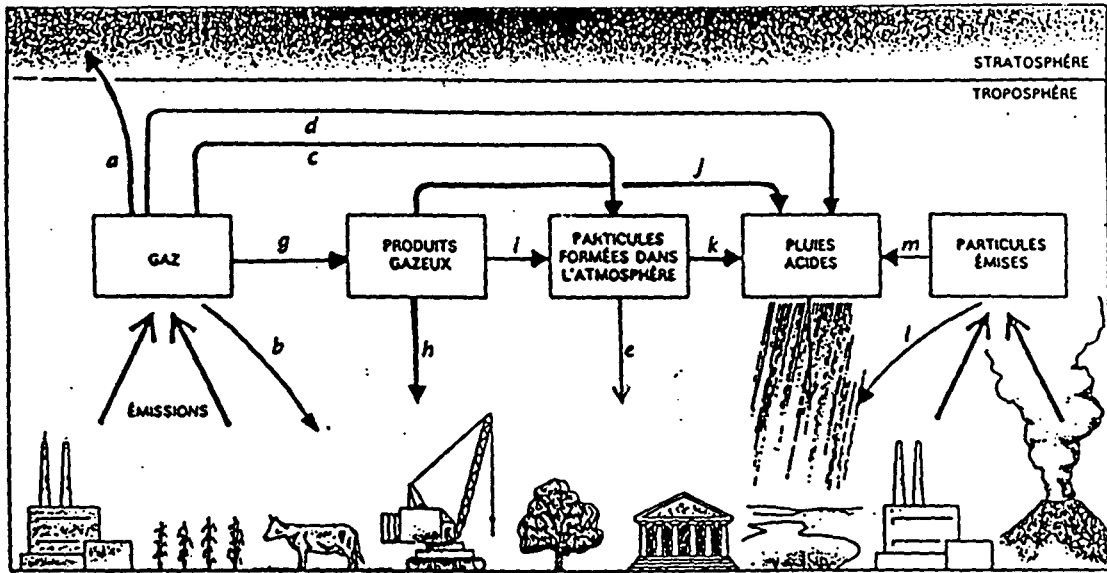 STRATOSPHÈRE
TROPOSPHÈRE
d
a
c
j
GAZ
g
PRODUITS
GAZEUX
i
PARTICULES
FORMÉES DANS
L'ATMOSPHÈRE
k
PLUIES
ACIDES
m
PARTICULES
ÉMISES
b
h
e
l
ÉMISSIONS